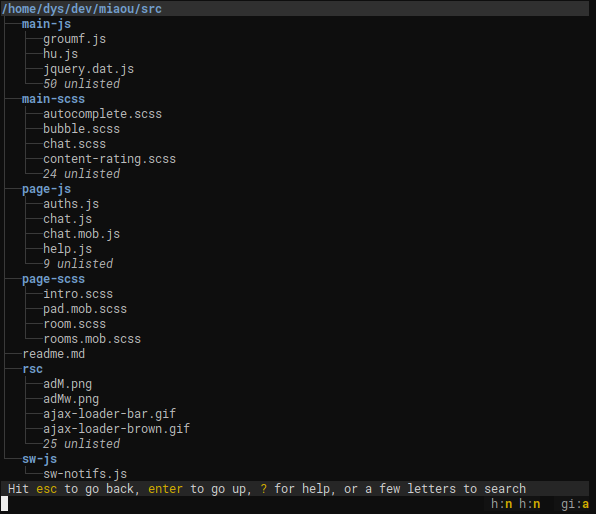 /home/dys/dev/miaou/src
main-js
groumf.js
hu.js
jquery.dat.js
50 unlisted
main-scss
autocomplete.scss
bubble.scss
chat.scss
content-rating.scss
24 unlisted
page-js
auths.js
chat.js
chat.mob.js
help.js
9 unlisted
page-scss
intro.scss
pad.mob.scss
room.scss
rooms.mob.scss
readme.md
rsc
adM.png
adMw.png
ajax-loader-bar.gif
ajax-loader-brown.gif
25 unlisted
sw-js
sw-notifs.js
Hit esc to go back, enter to go up, ? for help, or a few letters to search
h:n h:n gi:a